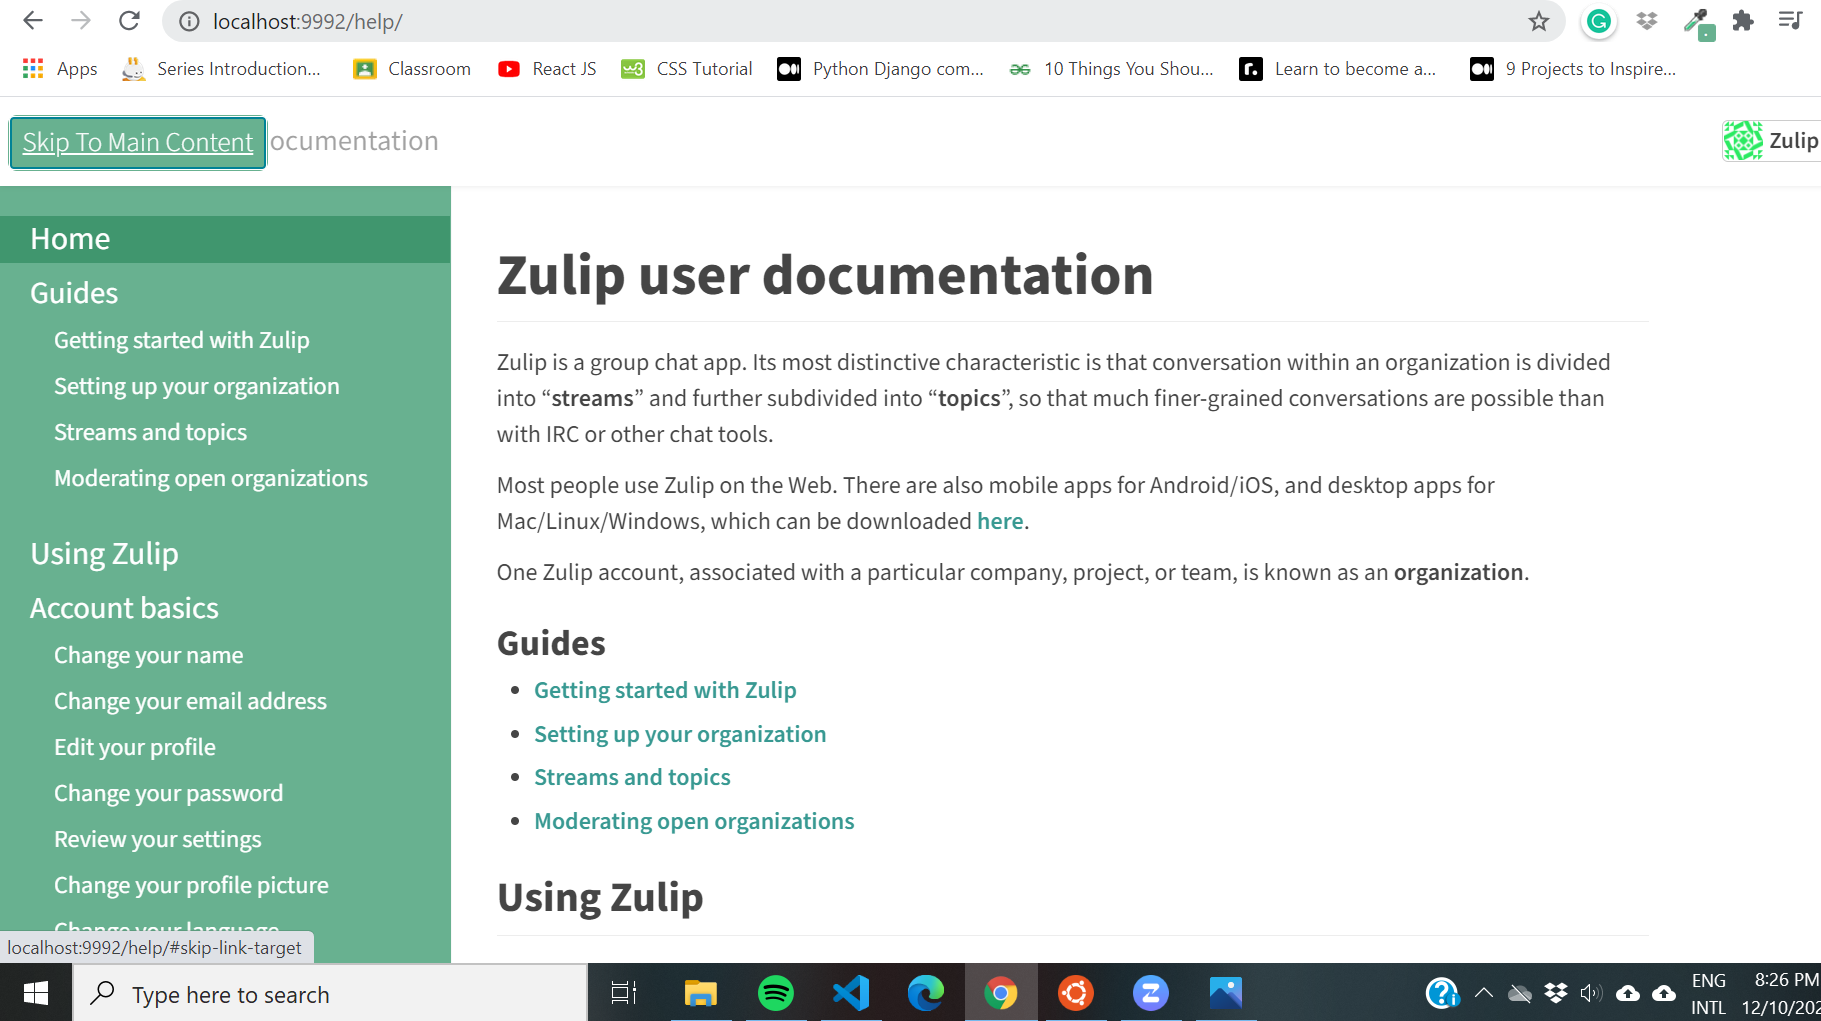 localhost:9992/help/
Apps Series Introduction... Classroom React JS CSS Tutorial Python Django com... 10 Things You Shou... Learn to become a... 9 Projects to Inspire...
Skip To Main Content ocumentation Zulip
Home
Guides
Getting started with Zulip
Setting up your organization
Streams and topics
Moderating open organizations
Using Zulip
Account basics
Change your name
Change your email address
Edit your profile
Change your password
Review your settings
Change your profile picture
Change your language
localhost:9992/help/#skip-link-target
Zulip user documentation
Zulip is a group chat app. Its most distinctive characteristic is that conversation within an organization is divided
into “streams” and further subdivided into “topics”, so that much finer-grained conversations are possible than
with IRC or other chat tools.
Most people use Zulip on the Web. There are also mobile apps for Android/iOS, and desktop apps for
Mac/Linux/Windows, which can be downloaded here.
One Zulip account, associated with a particular company, project, or team, is known as an organization.
Guides
• Getting started with Zulip
• Setting up your organization
• Streams and topics
• Moderating open organizations
Using Zulip
Type here to search
ENG 8:26 PM
INTL 12/10/202